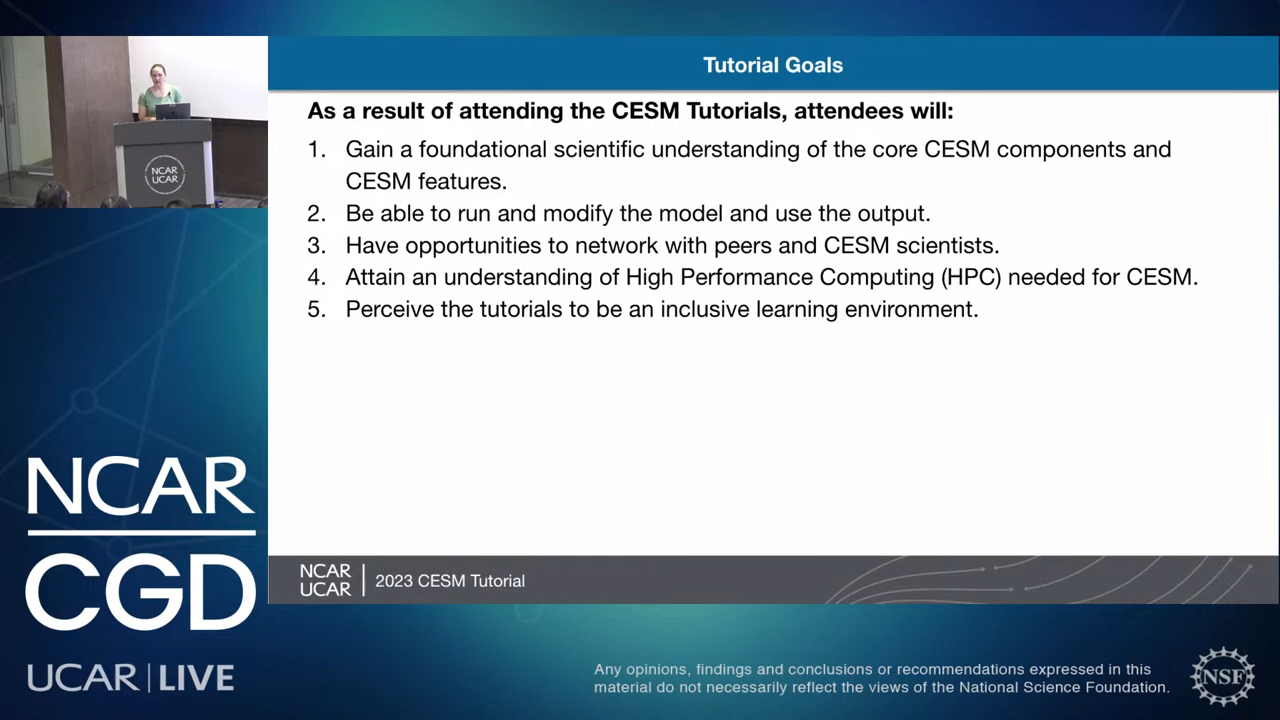 Tutorial Goals
As a result of attending the CESM Tutorials, attendees will:
1. Gain a foundational scientific understanding of the core CESM components and
CESM features.
2. Be able to run and modify the model and use the output.
3. Have opportunities to network with peers and CESM scientists.
4. Attain an understanding of High Performance Computing (HPC) needed for CESM.
5. Perceive the tutorials to be an inclusive learning environment.
NCAR
UCAR
NCAR
CGD
UCAR | LIVE
NCAR
UCAR
2023 CESM Tutorial
Any opinions, findings and conclusions or recommendations expressed in this
material do not necessarily reflect the views of the National Science Foundation.
NSF